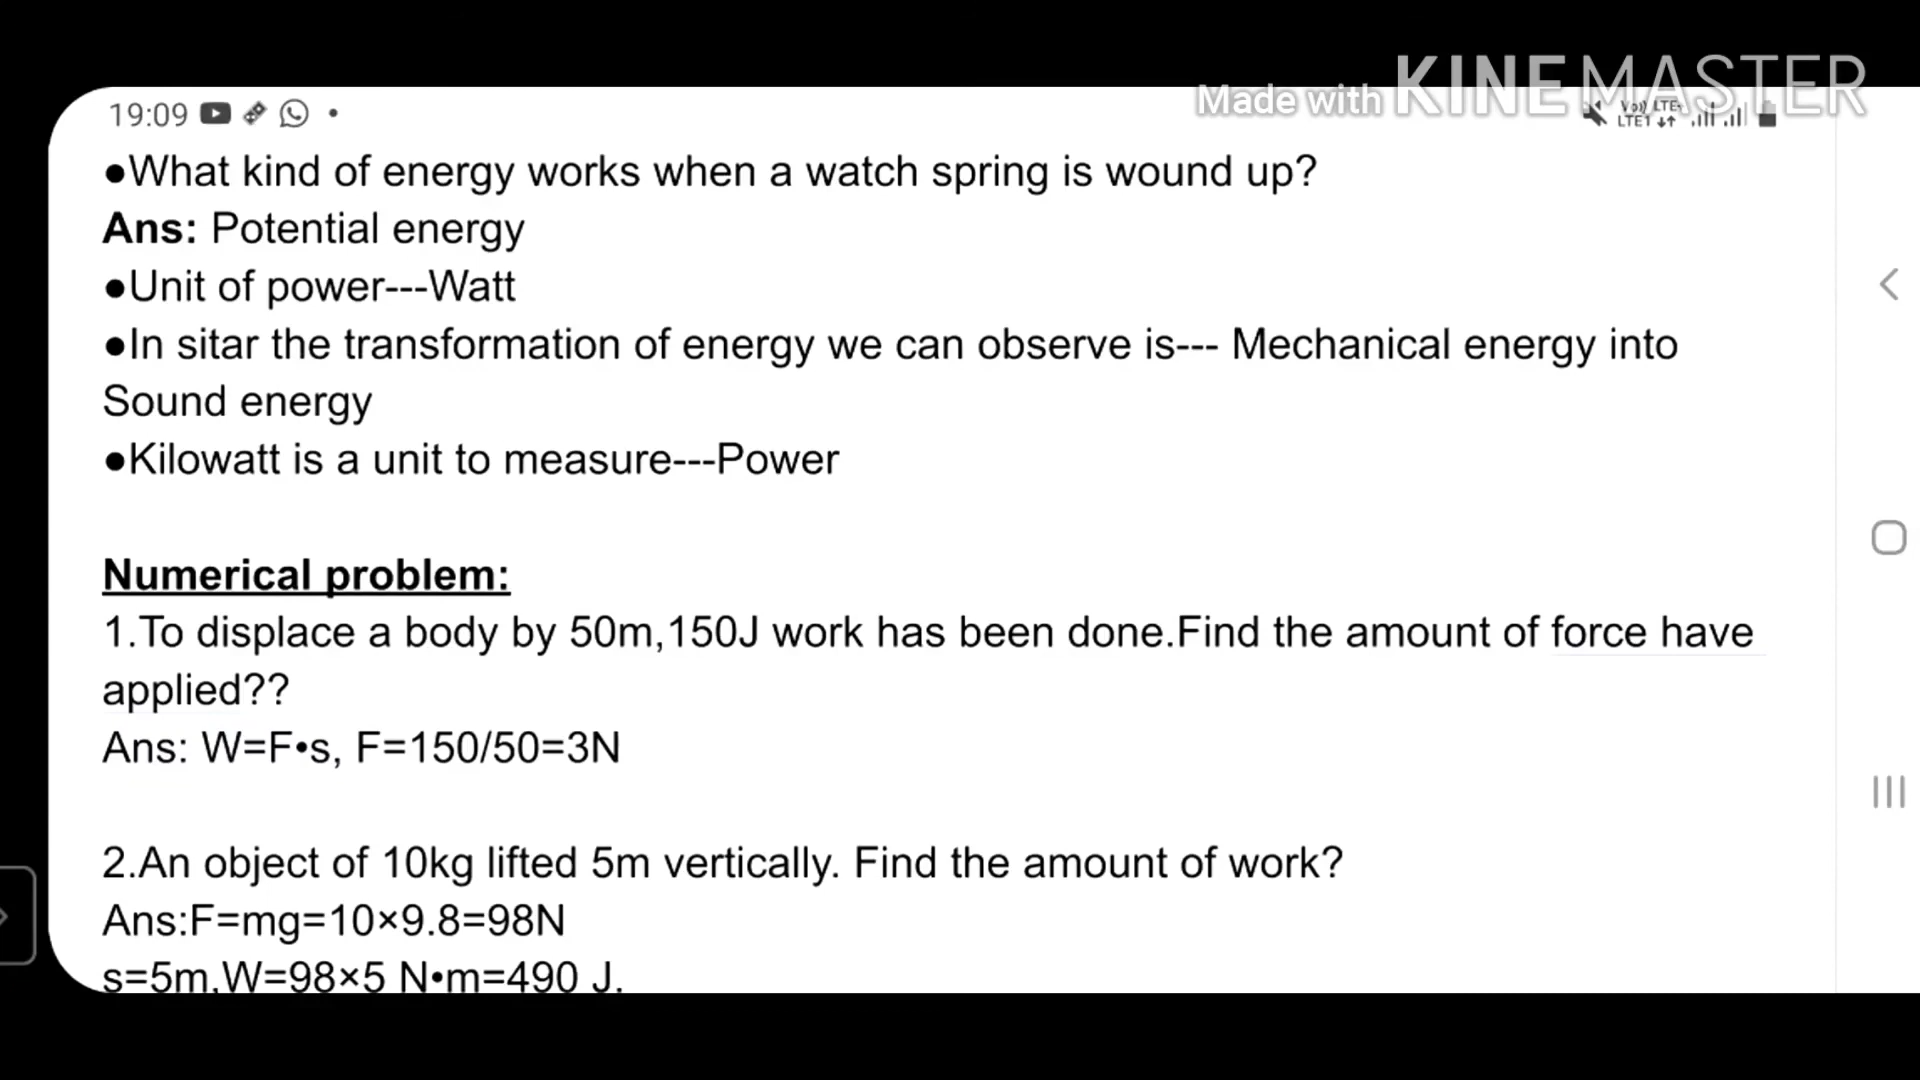 Made with KINEMASTER
19:09
Vo)) LTE+
LTE1 ↓↑
●What kind of energy works when a watch spring is wound up?
Ans: Potential energy
●Unit of power---Watt
●In sitar the transformation of energy we can observe is--- Mechanical energy into
Sound energy
●Kilowatt is a unit to measure---Power
Numerical problem:
1.To displace a body by 50m,150J work has been done.Find the amount of force have
applied??
Ans: W=F•s, F=150/50=3N
2.An object of 10kg lifted 5m vertically. Find the amount of work?
Ans:F=mg=10×9.8=98N
s=5m,W=98×5 N•m=490 J.